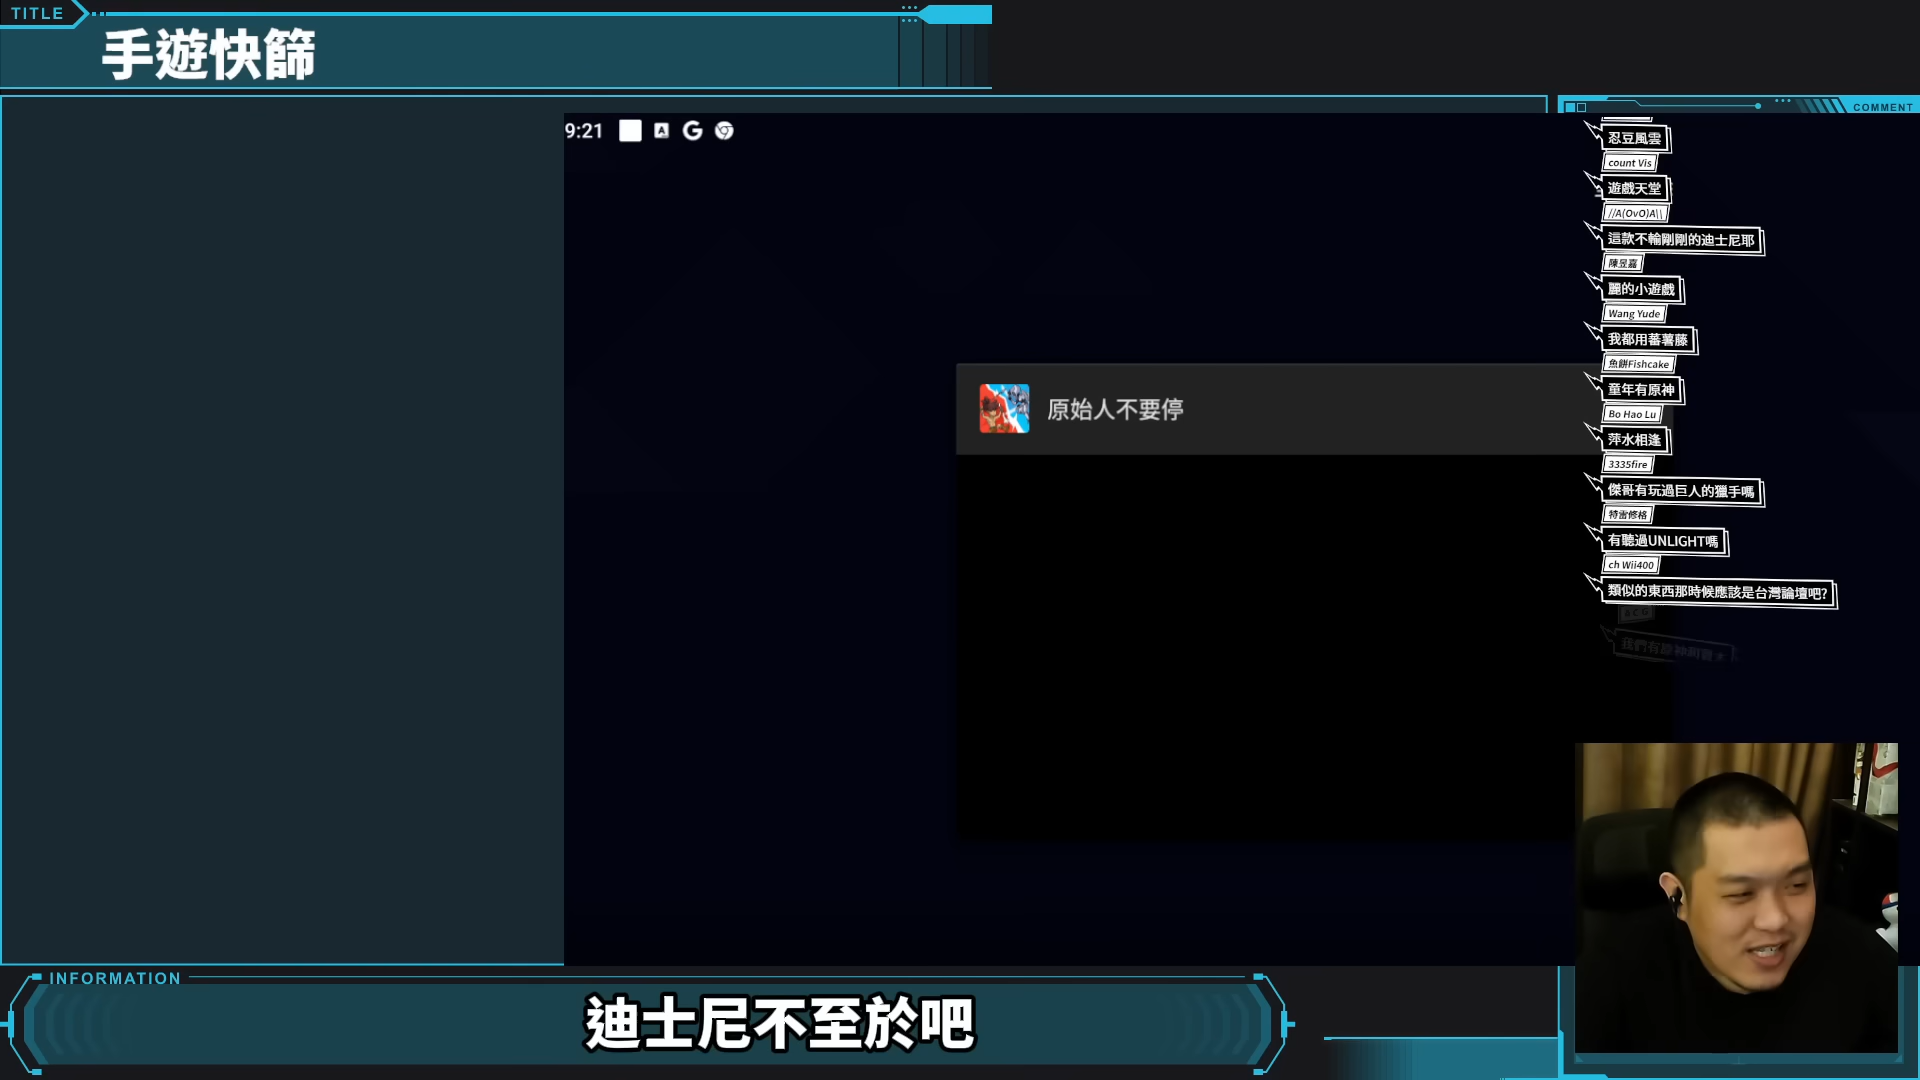 TITLE
手遊快篩
COMMENT
9:21
忍豆風雲
count Vis
遊戲天堂
//A(OvO)A\\
這款不輸剛剛的迪士尼耶
陳昱嘉
麗的小遊戲
Wang Yude
我都用蕃薯藤
魚餅Fishcake
童年有原神
Bo Hao Lu
萍水相逢
3335fire
傑哥有玩過巨人的獵手嗎
特雷修格
有聽過UNLIGHT嗎
ch Wii400
類似的東西那時候應該是台灣論壇吧?
原始人不要停
INFORMATION
迪士尼不至於吧